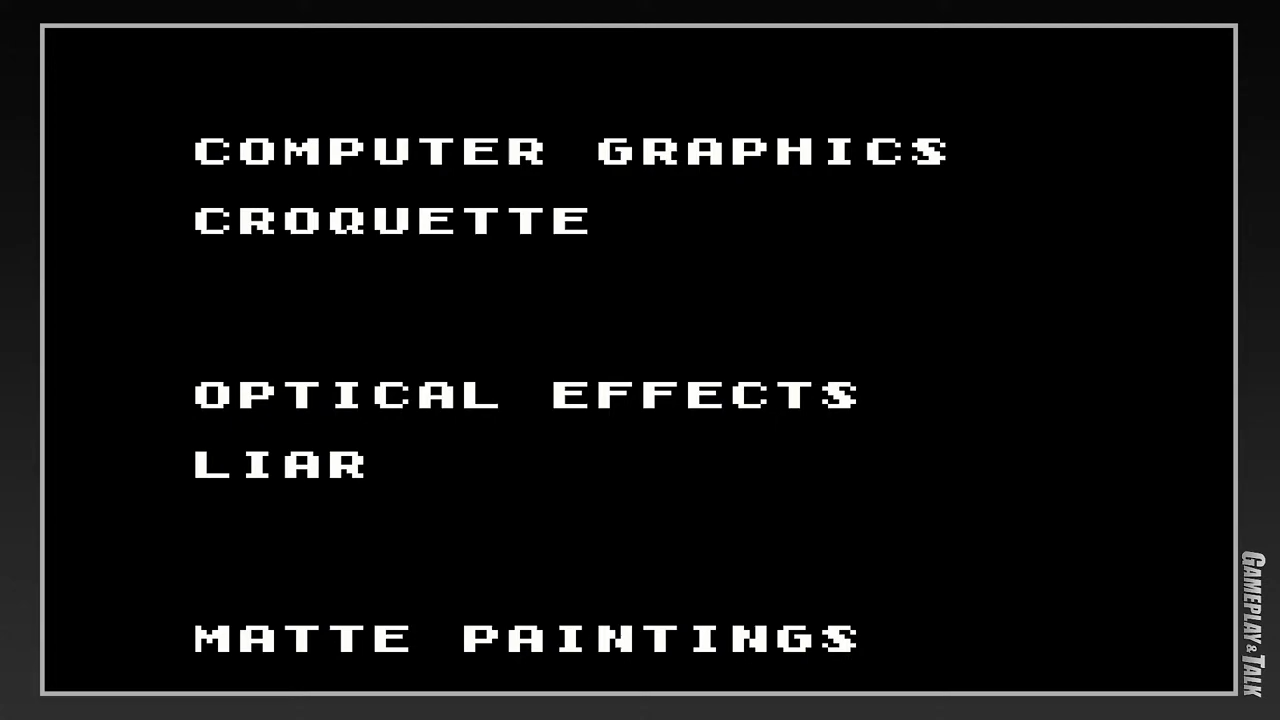 COMPUTER GRAPHICS
CROQUETTE
OPTICAL EFFECTS
LIAR
MATTE PAINTINGS
GAMEPLAY & TALK